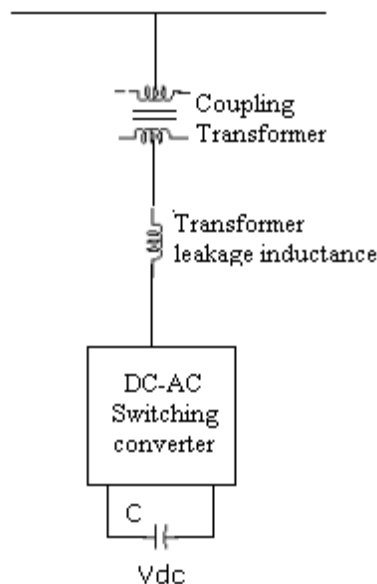 Coupling
Transformer
Transformer
leakage inductance
DC-AC
Switching
converter
C
Vdc